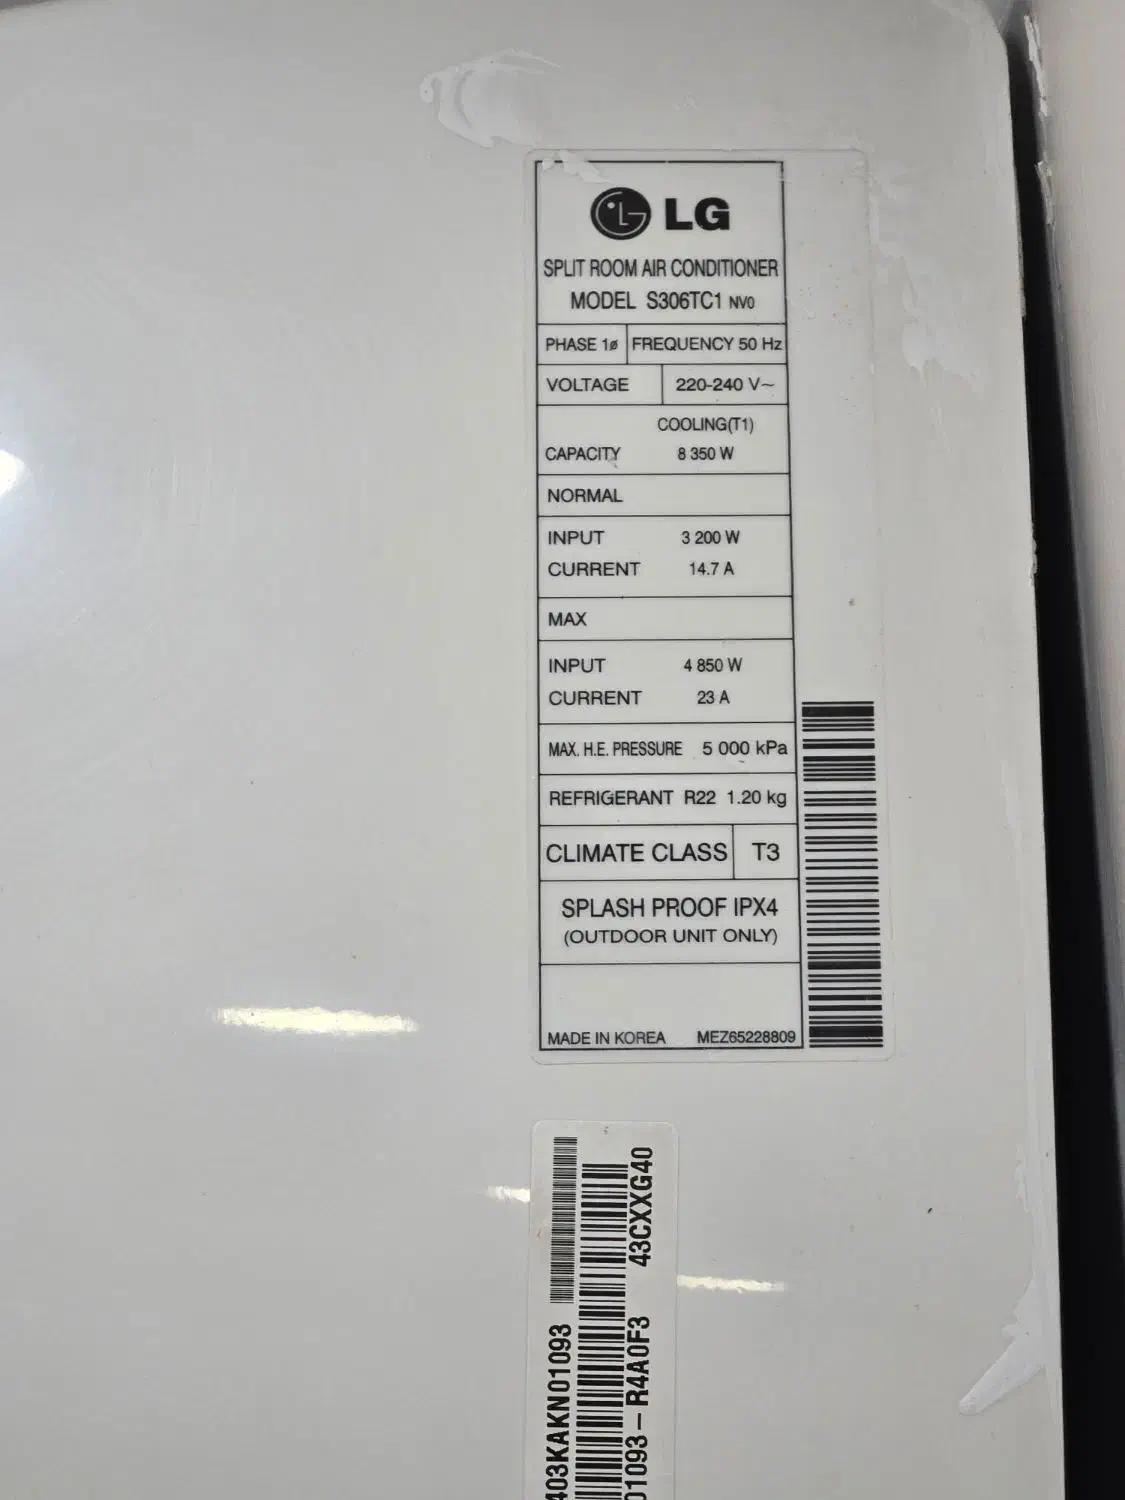 LG
SPLIT ROOM AIR CONDITIONER
MODEL S306TC1 NV0
PHASE 1ø FREQUENCY 50 Hz
VOLTAGE 220-240 V~
COOLING(T1)
CAPACITY 8 350 W
NORMAL
INPUT 3 200 W
CURRENT 14.7 A
MAX
INPUT 4 850 W
CURRENT 23 A
MAX. H.E. PRESSURE 5 000 kPa
REFRIGERANT R22 1.20 kg
CLIMATE CLASS T3
SPLASH PROOF IPX4
(OUTDOOR UNIT ONLY)
MADE IN KOREA MEZ65228809
403KAKN01093
01093-R4A0F3 43CXXG40